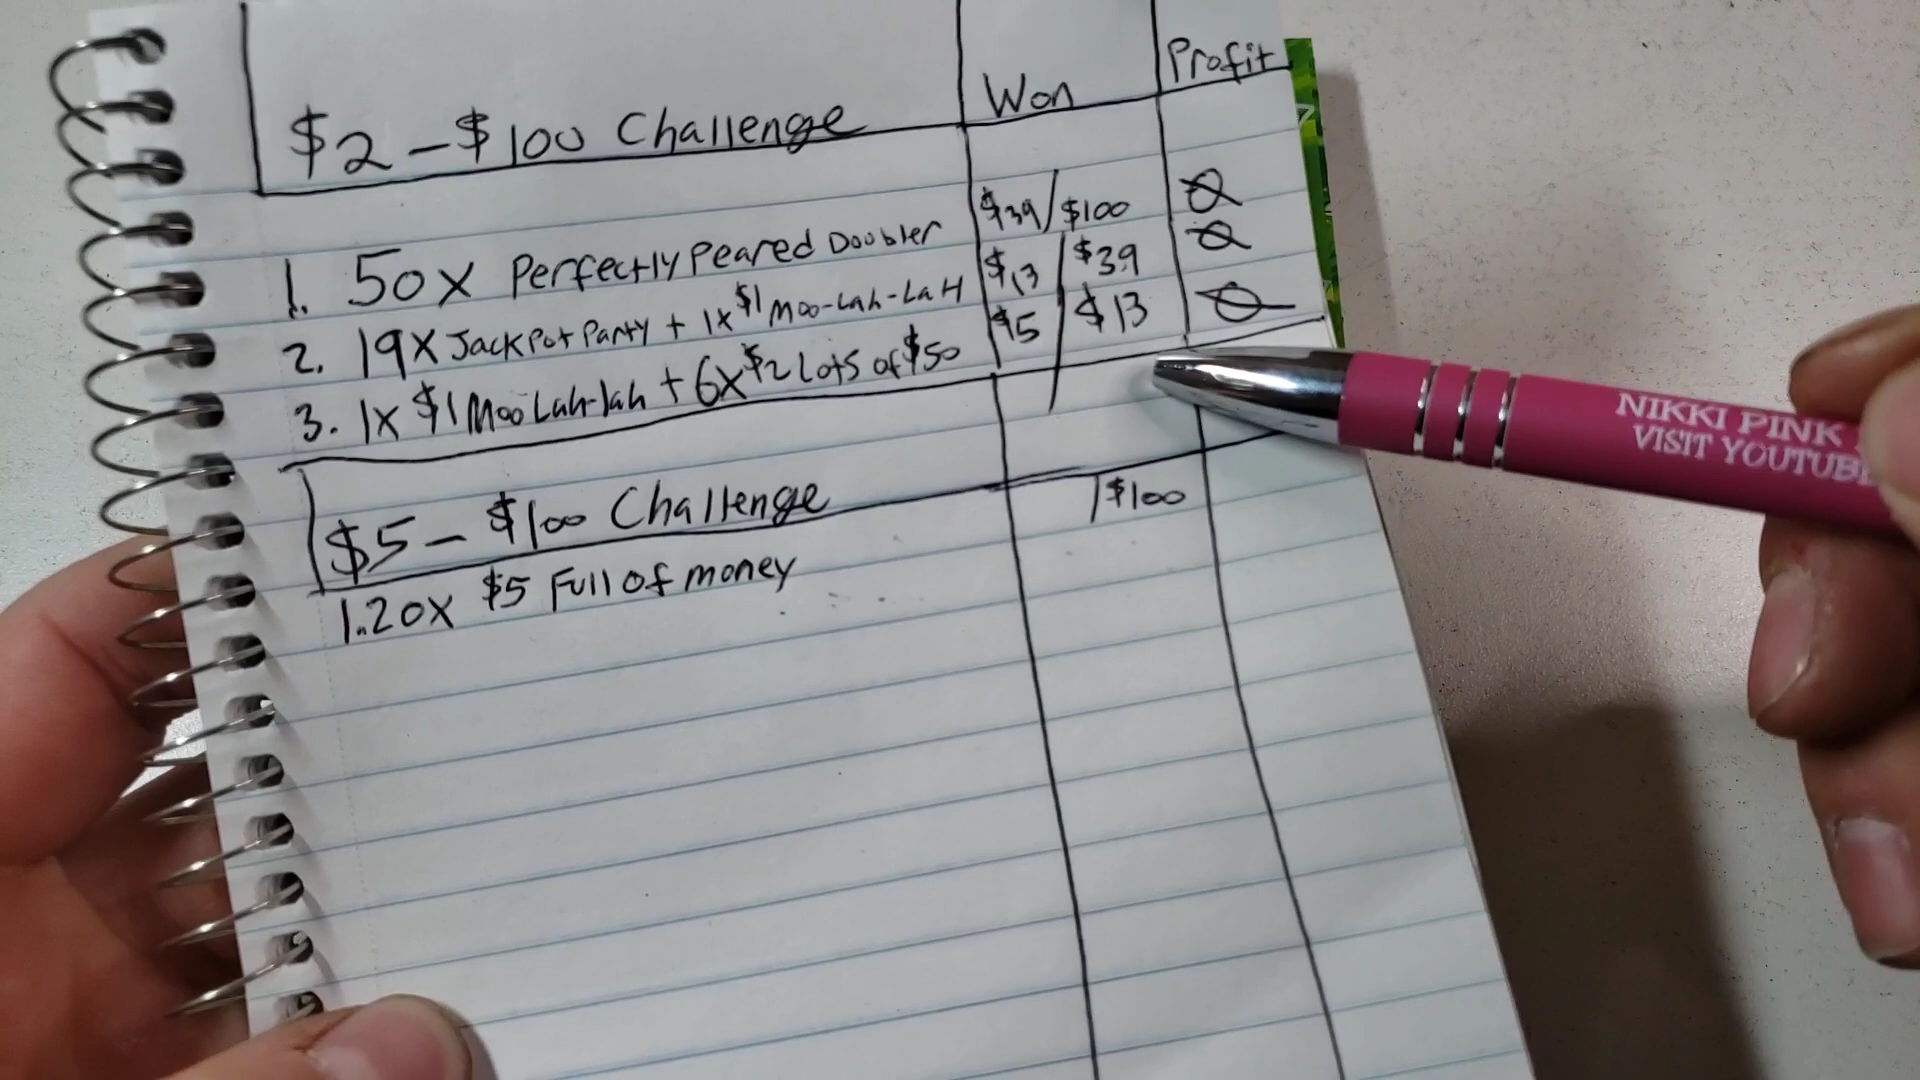 Won Profit
$2 - $100 Challenge
1. 50x Perfectly Peared Doobler $39/$100 Ø
2. 19x JackPot Party + 1x $1 Moo-Lah-LaH $13/$39 Ø
3. 1x $1 Moo Lah-lah + 6x $2 Lots of $50 $5/$13 Ø
$5 - $100 Challenge
1. 20x $5 Full Of money /$100
NIKKI PINK
VISIT YOUTUBE